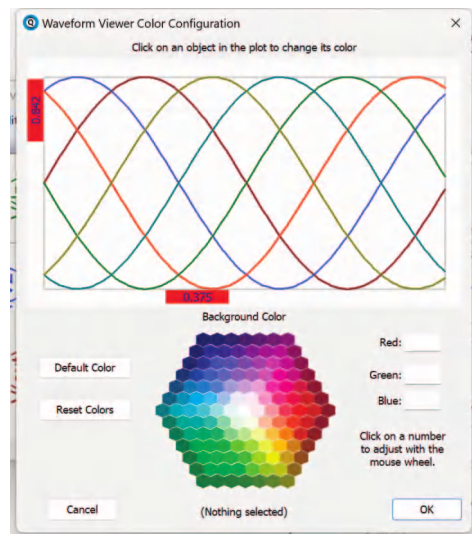 Waveform Viewer Color Configuration
Click on an object in the plot to change its color
0.842
0.375
Background Color
Red:
Default Color
Green:
Reset Colors
Blue:
Click on a number
to adjust with the
mouse wheel.
Cancel
(Nothing selected)
OK